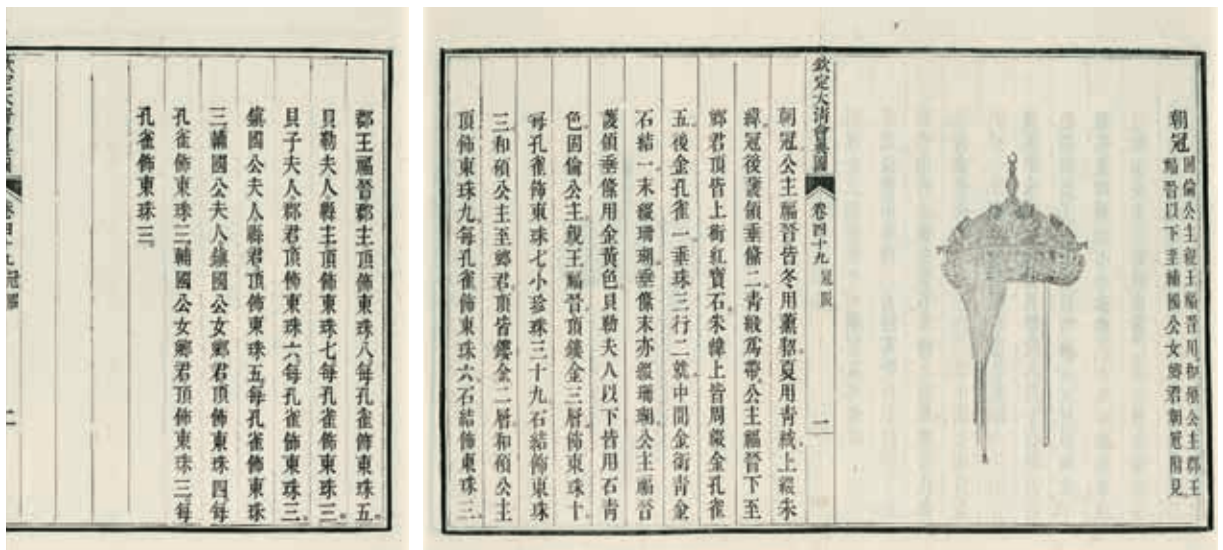 朝冠 固倫公主親王福晉用和碩公主郡王
福晉以下至輔國公女鄉君朝冠附見
欽定大清會典圖 卷四十九 冠服 一
朝冠公主福晉皆冬用薰貂夏用青絨上綴朱
緯冠後護領垂絛二青緞爲帶公主福晉下至
鄉君頂皆上銜紅寶石朱緯上皆周綴金孔雀
五後金孔雀一垂珠三行二就中間金銜青金
石結一末綴珊瑚垂絛末亦綴珊瑚公主福晉
護領垂絛用金黃色貝勒夫人以下皆用石青
色固倫公主親王福晉頂鏤金三層飾東珠十
每孔雀飾東珠七小珍珠三十九石結飾東珠
三和碩公主至鄉君頂皆鏤金二層和碩公主
頂飾東珠九每孔雀飾東珠六石結飾東珠三
郡王福晉郡主頂飾東珠八每孔雀飾東珠五
貝勒夫人縣主頂飾東珠七每孔雀飾東珠三
貝子夫人郡君頂飾東珠六每孔雀飾東珠三
鎮國公夫人縣君頂飾東珠五每孔雀飾東珠
三輔國公夫人鎮國公女鄉君頂飾東珠四每
孔雀飾東珠三輔國公女鄉君頂飾東珠三每
孔雀飾東珠三